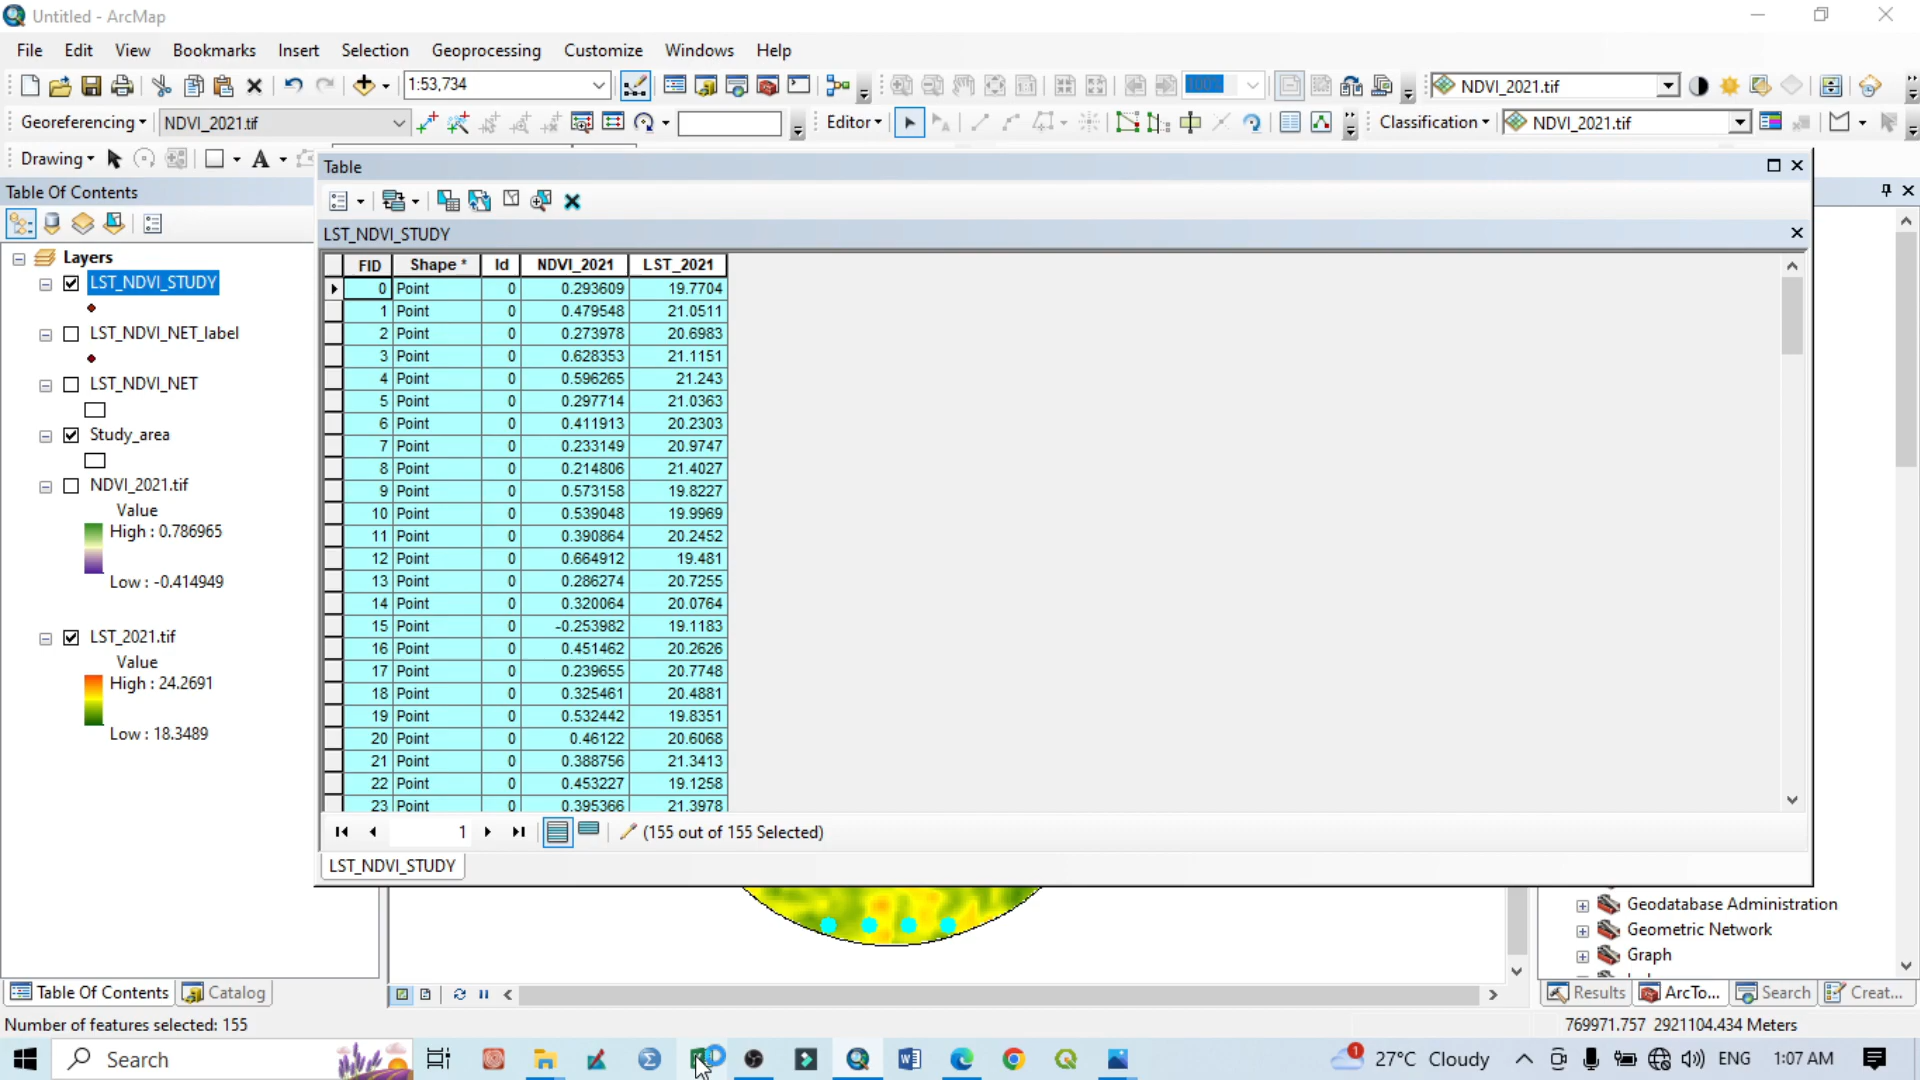 Untitled - ArcMap
File Edit View Bookmarks Insert Selection Geoprocessing Customize Windows Help
1:53,734 100% NDVI_2021.tif
Georeferencing NDVI_2021.tif Editor Classification NDVI_2021.tif
Drawing A
Table
Table Of Contents
LST_NDVI_STUDY
Layers
LST_NDVI_STUDY
LST_NDVI_NET_label
LST_NDVI_NET
Study_area
NDVI_2021.tif
Value
High : 0.786965
Low : -0.414949
LST_2021.tif
Value
High : 24.2691
Low : 18.3489
FID Shape * Id NDVI_2021 LST_2021
0 Point 0 0.293609 19.7704
1 Point 0 0.479548 21.0511
2 Point 0 0.273978 20.6983
3 Point 0 0.628353 21.1151
4 Point 0 0.596265 21.243
5 Point 0 0.297714 21.0363
6 Point 0 0.411913 20.2303
7 Point 0 0.233149 20.9747
8 Point 0 0.214806 21.4027
9 Point 0 0.573158 19.8227
10 Point 0 0.539048 19.9969
11 Point 0 0.390864 20.2452
12 Point 0 0.664912 19.481
13 Point 0 0.286274 20.7255
14 Point 0 0.320064 20.0764
15 Point 0 -0.253982 19.1183
16 Point 0 0.451462 20.2626
17 Point 0 0.239655 20.7748
18 Point 0 0.325461 20.4881
19 Point 0 0.532442 19.8351
20 Point 0 0.46122 20.6068
21 Point 0 0.388756 21.3413
22 Point 0 0.453227 19.1258
23 Point 0 0.395366 21.3978
1 (155 out of 155 Selected)
LST_NDVI_STUDY
Geodatabase Administration
Geometric Network
Graph
Table Of Contents Catalog
Results ArcTo... Search Creat...
Number of features selected: 155
769971.757 2921104.434 Meters
Search
1 27°C Cloudy ENG 1:07 AM